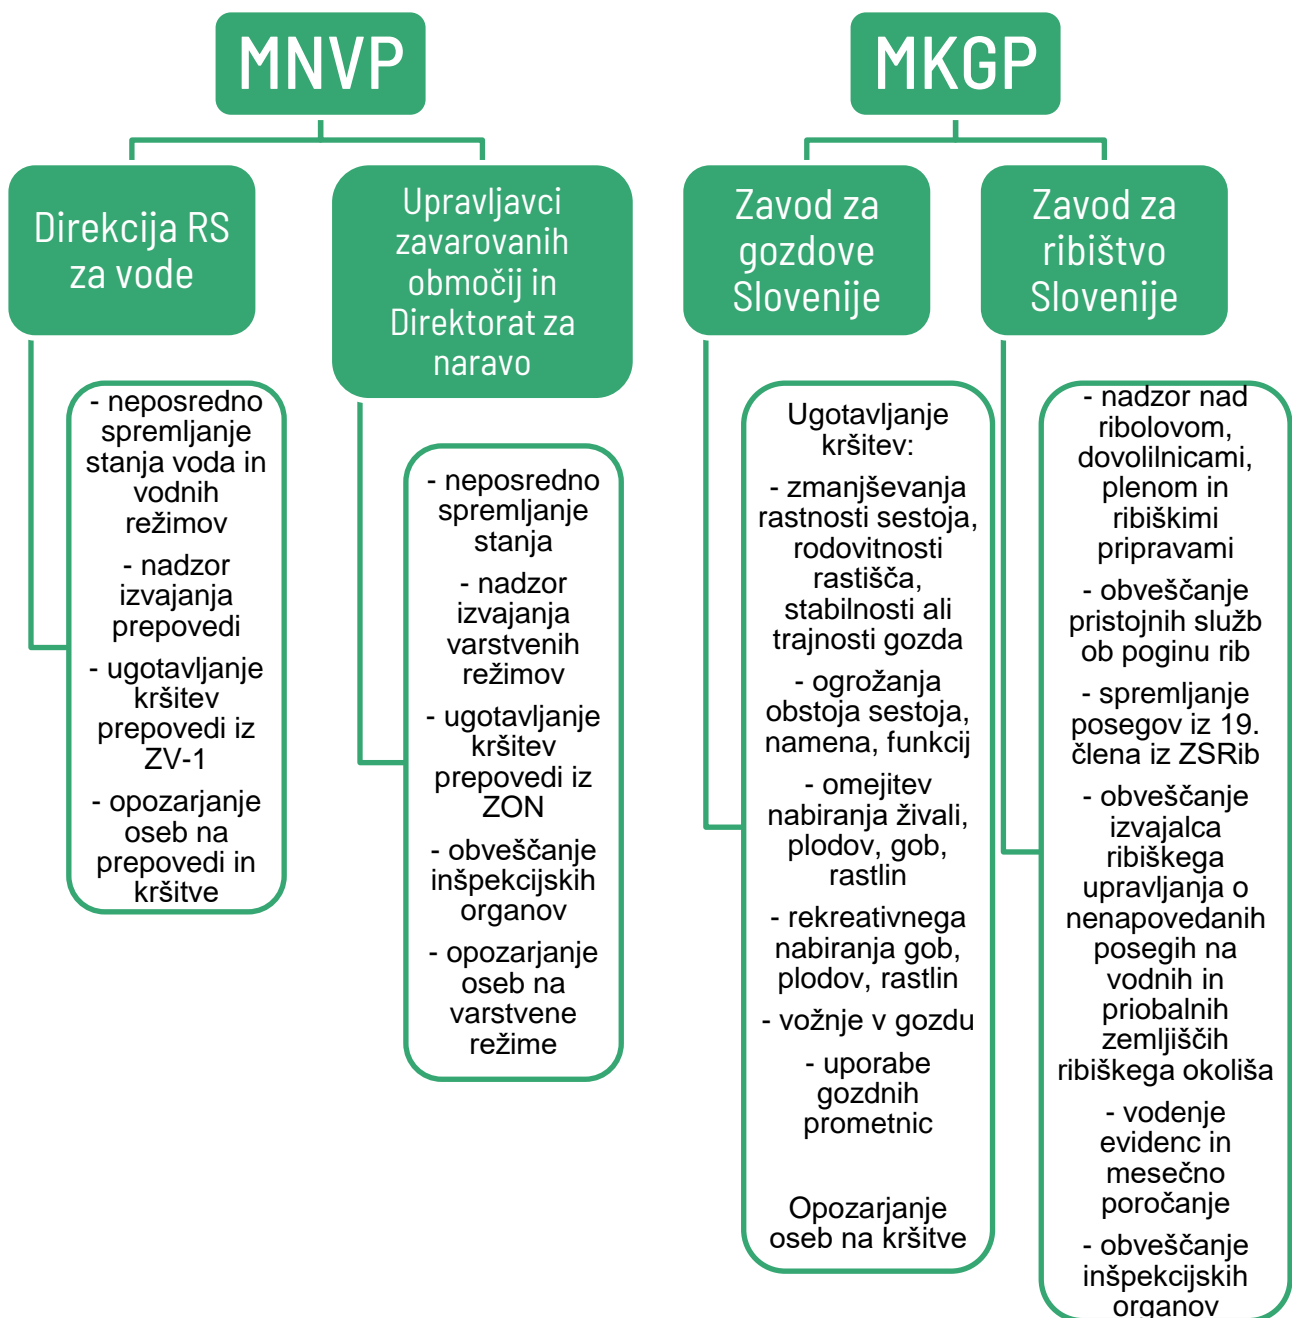 MNVP
Direkcija RS
za vode
- neposredno
spremljanje
stanja voda in
vodnih
režimov
- nadzor
izvajanja
prepovedi
- ugotavljanje
kršitev
prepovedi iz
ZV-1
- opozarjanje
oseb na
prepovedi in
kršitve
Upravljavci
zavarovanih
območij in
Direktorat za
naravo
- neposredno
spremljanje
stanja
- nadzor
izvajanja
varstvenih
režimov
- ugotavljanje
kršitev
prepovedi iz
ZON
- obveščanje
inšpekcijskih
organov
- opozarjanje
oseb na
varstvene
režime
MKGP
Zavod za
gozdove
Slovenije
Ugotavljanje
kršitev:
- zmanjševanja
rastnosti sestoja,
rodovitnosti
rastišča,
stabilnosti ali
trajnosti gozda
- ogrožanja
obstoja sestoja,
namena, funkcij
- omejitev
nabiranja živali,
plodov, gob,
rastlin
- rekreativnega
nabiranja gob,
plodov, rastlin
- vožnje v gozdu
- uporabe
gozdnih
prometnic
Opozarjanje
oseb na kršitve
Zavod za
ribištvo
Slovenije
- nadzor nad
ribolovom,
dovolilnicami,
plenom in
ribiškimi
pripravami
- obveščanje
pristojnih služb
ob poginu rib
- spremljanje
posegov iz 19.
člena iz ZSRib
- obveščanje
izvajalca
ribiškega
upravljanja o
nenapovedanih
posegih na
vodnih in
priobalnih
zemljiščih
ribiškega okoliša
- vodenje
evidenc in
mesečno
poročanje
- obveščanje
inšpekcijskih
organov